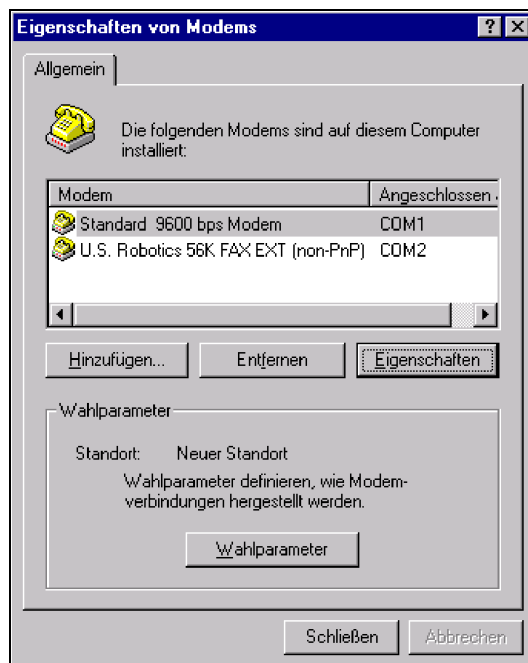 Eigenschaften von Modems
Allgemein
Die folgenden Modems sind auf diesem Computer
installiert:
Modem Angeschlossen
Standard 9600 bps Modem COM1
U.S. Robotics 56K FAX EXT (non-PnP) COM2
Hinzufügen... Entfernen Eigenschaften
Wahlparameter
Standort: Neuer Standort
Wahlparameter definieren, wie Modem-
verbindungen hergestellt werden.
Wahlparameter
Schließen Abbrechen